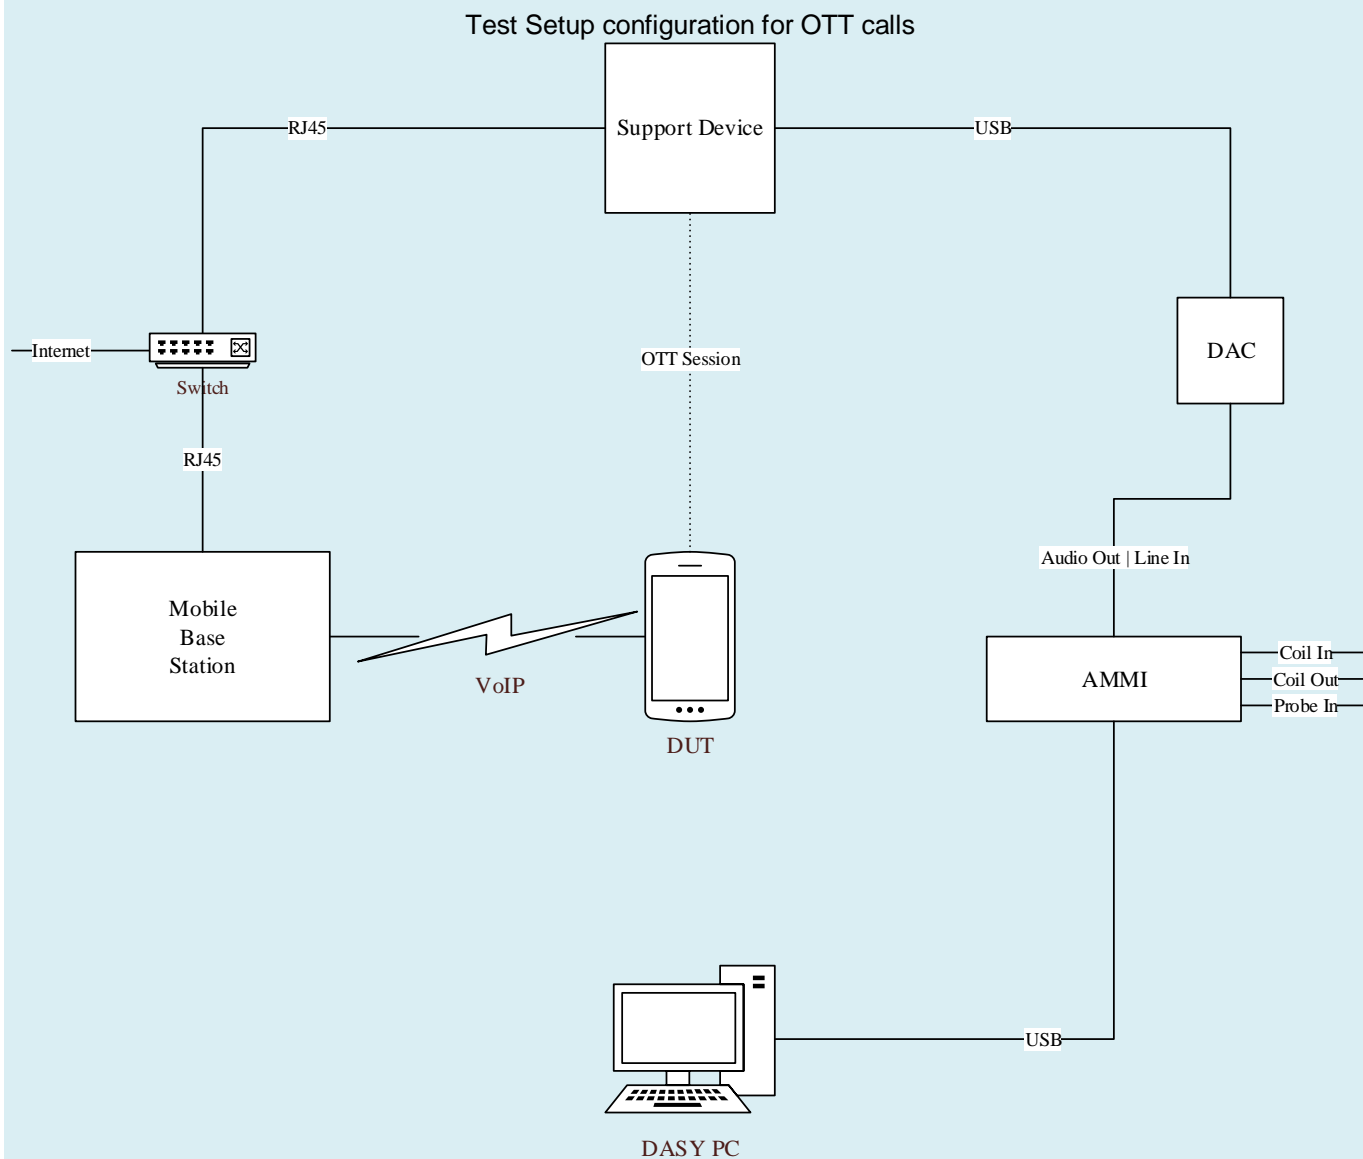 Test Setup configuration for OTT calls
Support Device
RJ45
USB
Internet
Switch
OTT Session
DAC
RJ45
Audio Out | Line In
Mobile
Base
Station
VoIP
DUT
AMMI
Coil In
Coil Out
Probe In
USB
DASY PC